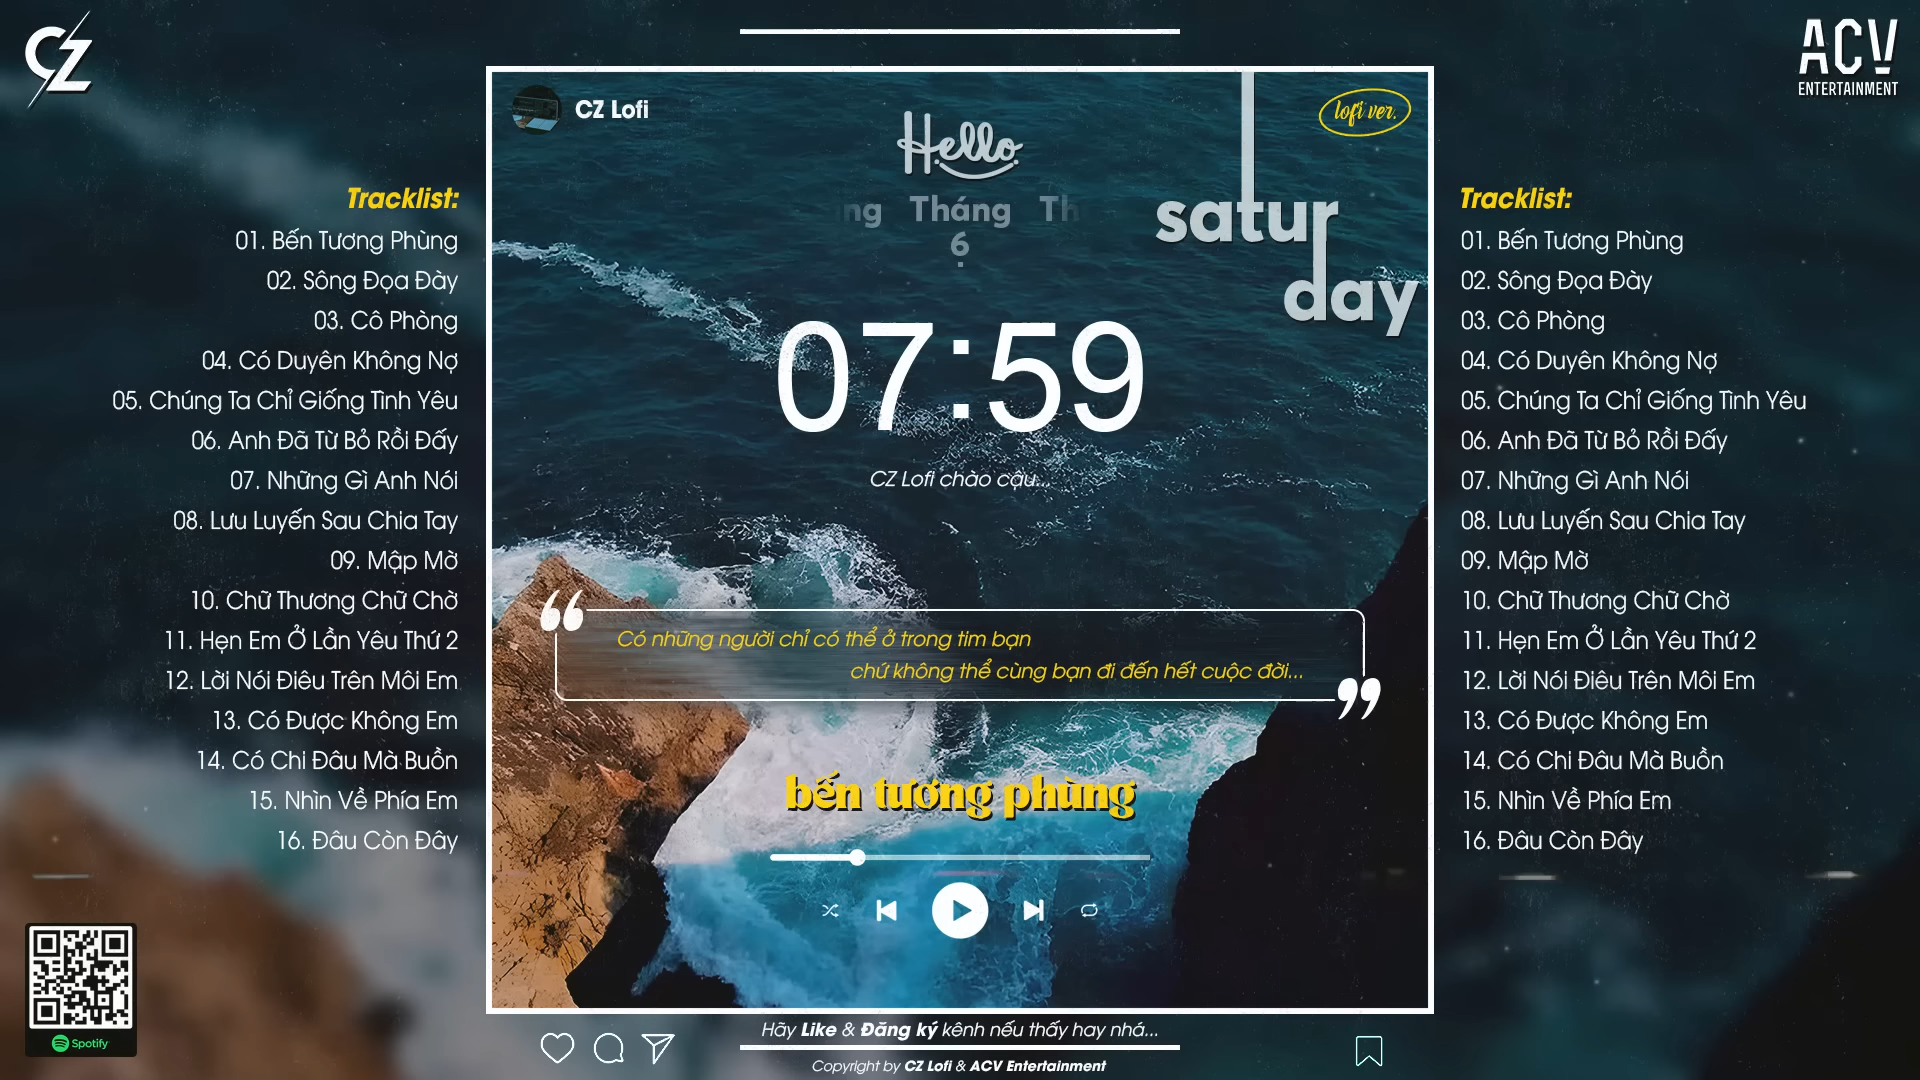 CZ
ACV
ENTERTAINMENT
CZ Lofi
Hello
lofi ver.
ng Tháng Th
6
satur
day
07:59
CZ Lofi chào cậu...
Tracklist:
01. Bến Tương Phùng
02. Sông Đọa Đày
03. Cô Phòng
04. Có Duyên Không Nợ
05. Chúng Ta Chỉ Giống Tình Yêu
06. Anh Đã Từ Bỏ Rồi Đấy
07. Những Gì Anh Nói
08. Lưu Luyến Sau Chia Tay
09. Mập Mờ
10. Chữ Thương Chữ Chờ
11. Hẹn Em Ở Lần Yêu Thứ 2
12. Lời Nói Điêu Trên Môi Em
13. Có Được Không Em
14. Có Chi Đâu Mà Buồn
15. Nhìn Về Phía Em
16. Đâu Còn Đây
“Có những người chỉ có thể ở trong tim bạn
chứ không thể cùng bạn đi đến hết cuộc đời...”
bến tương phùng
Tracklist:
01. Bến Tương Phùng
02. Sông Đọa Đày
03. Cô Phòng
04. Có Duyên Không Nợ
05. Chúng Ta Chỉ Giống Tình Yêu
06. Anh Đã Từ Bỏ Rồi Đấy
07. Những Gì Anh Nói
08. Lưu Luyến Sau Chia Tay
09. Mập Mờ
10. Chữ Thương Chữ Chờ
11. Hẹn Em Ở Lần Yêu Thứ 2
12. Lời Nói Điêu Trên Môi Em
13. Có Được Không Em
14. Có Chi Đâu Mà Buồn
15. Nhìn Về Phía Em
16. Đâu Còn Đây
Spotify
Hãy Like & Đăng ký kênh nếu thấy hay nhá...
Copyright by CZ Lofi & ACV Entertainment